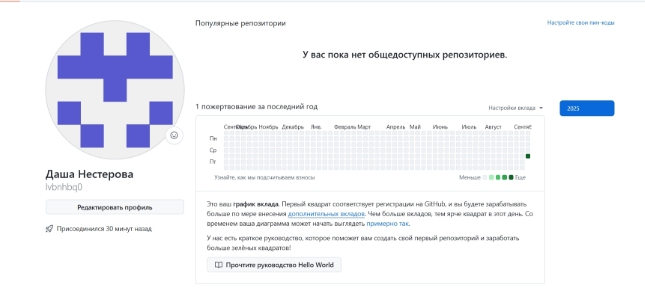 Популярные репозитории
Настройте свои пин-коды
У вас пока нет общедоступных репозиториев.
1 пожертвование за последний год
Настройки вклада
2025
Ноябрь Декабрь Янв. Февраль Март Апрель Май Июнь Июль Август
Пн
Ср
Пт
Узнайте, как мы подсчитываем взносы
Меньше
Еще
Даша Нестерова
lvbnhbq0
Редактировать профиль
Присоединился 30 минут назад
Это ваш график вклада. Первый квадрат соответствует регистрации на GitHub, и вы будете зарабатывать
больше по мере внесения дополнительных вкладов. Чем больше вкладов, тем ярче квадрат в этот день. Со
временем ваша диаграмма может начать выглядеть примерно так.
У нас есть краткое руководство, которое поможет вам создать свой первый репозиторий и заработать
больше зелёных квадратов!
Прочтите руководство Hello World